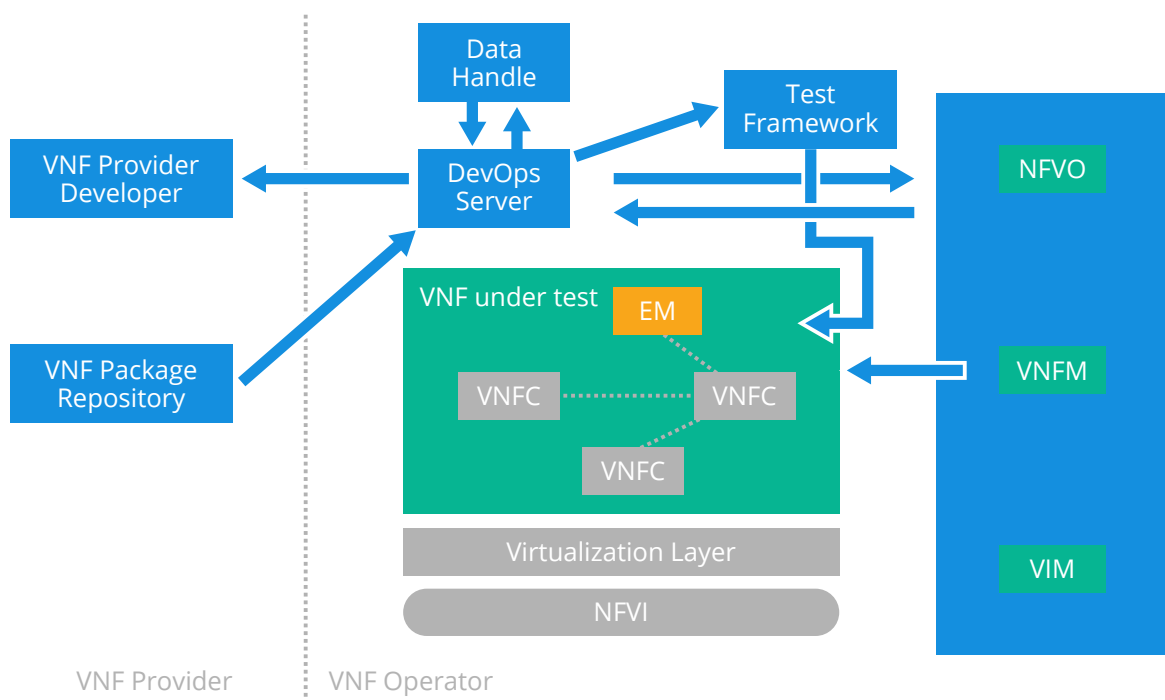 Data
Handle
Test
Framework
VNF Provider
Developer
DevOps
Server
NFVO
VNF under test
EM
VNF Package
Repository
VNFC
VNFC
VNFM
VNFC
Virtualization Layer
VIM
NFVI
VNF Provider
VNF Operator